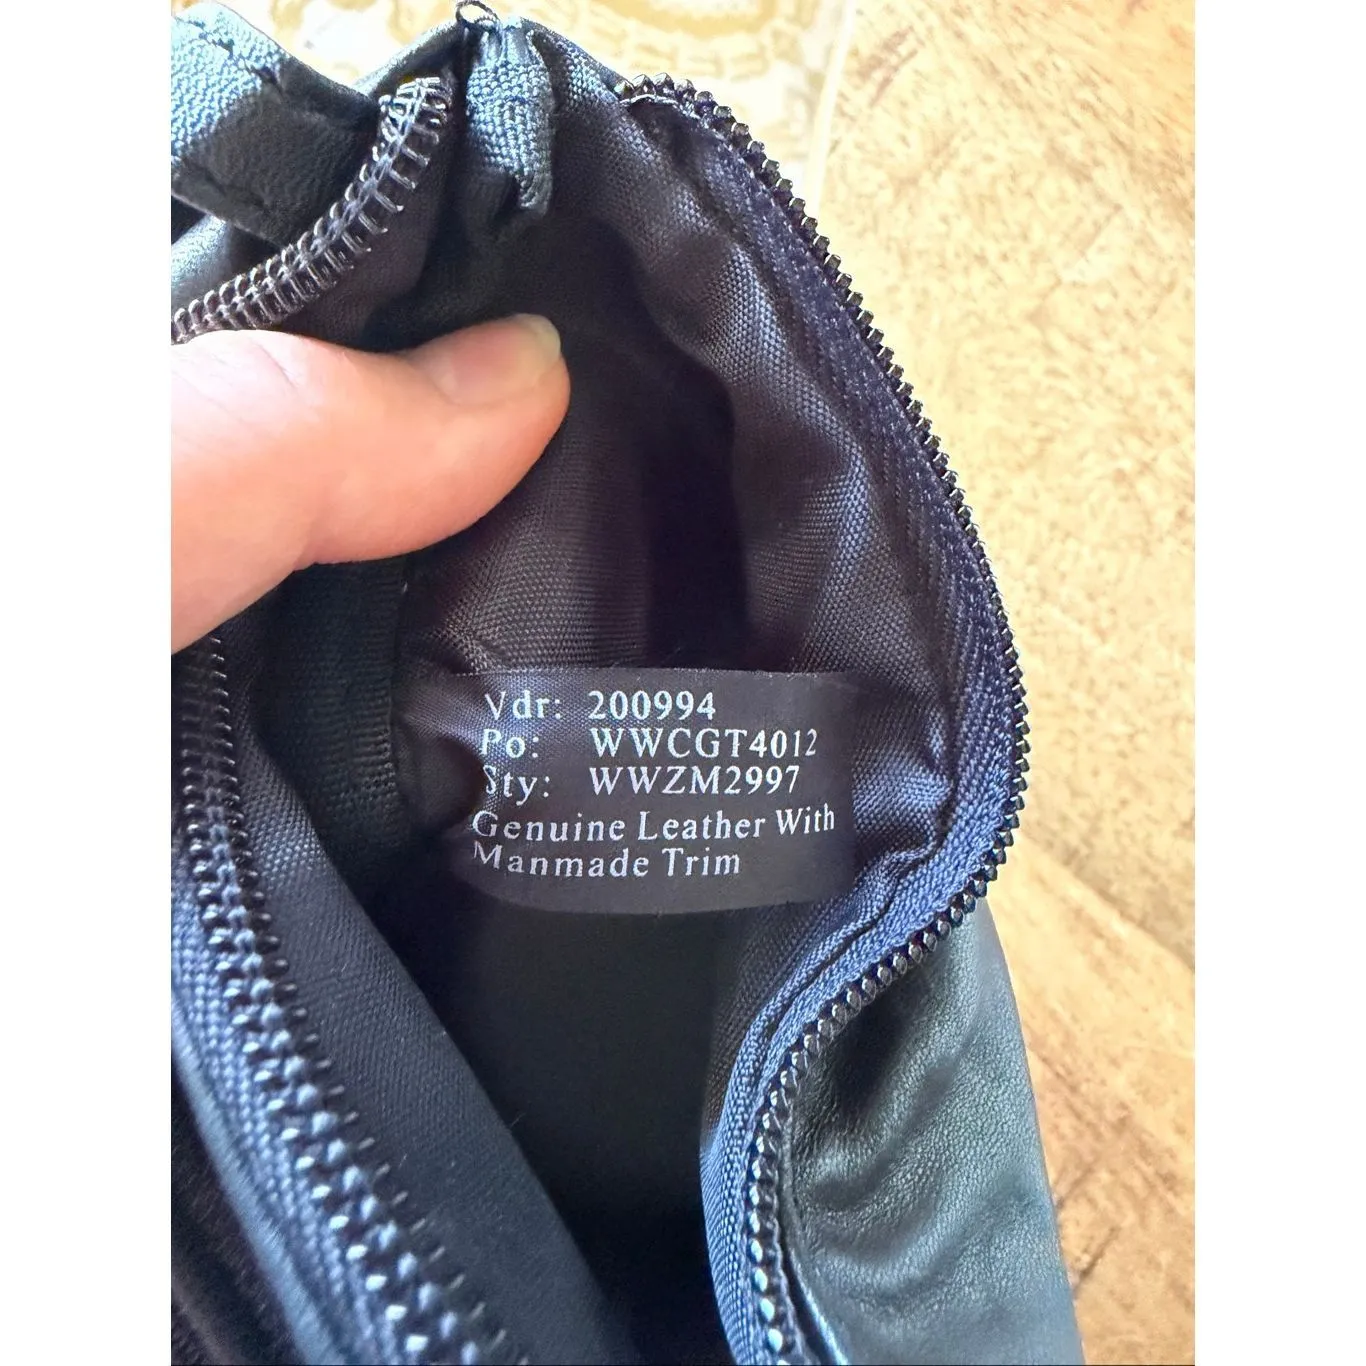 Vdr: 200994
Po: WWCGT4012
Sty: WWZM2997
Genuine Leather With
Manmade Trim